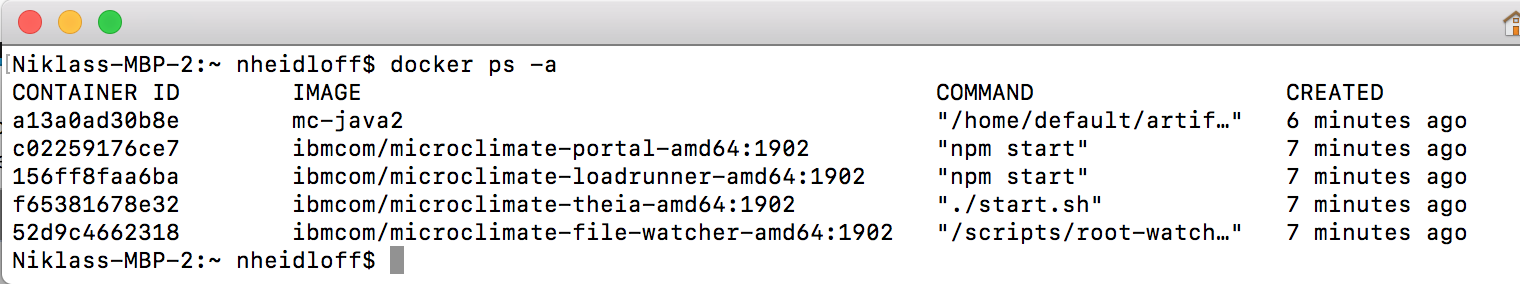 Niklass-MBP-2:~ nheidloff$ docker ps -a
CONTAINER ID        IMAGE                                         COMMAND                  CREATED
a13a0ad30b8e        mc-java2                                      "/home/default/artif…"   6 minutes ago
c02259176ce7        ibmcom/microclimate-portal-amd64:1902         "npm start"              7 minutes ago
156ff8faa6ba        ibmcom/microclimate-loadrunner-amd64:1902     "npm start"              7 minutes ago
f65381678e32        ibmcom/microclimate-theia-amd64:1902          "./start.sh"             7 minutes ago
52d9c4662318        ibmcom/microclimate-file-watcher-amd64:1902   "/scripts/root-watch…"   7 minutes ago
Niklass-MBP-2:~ nheidloff$